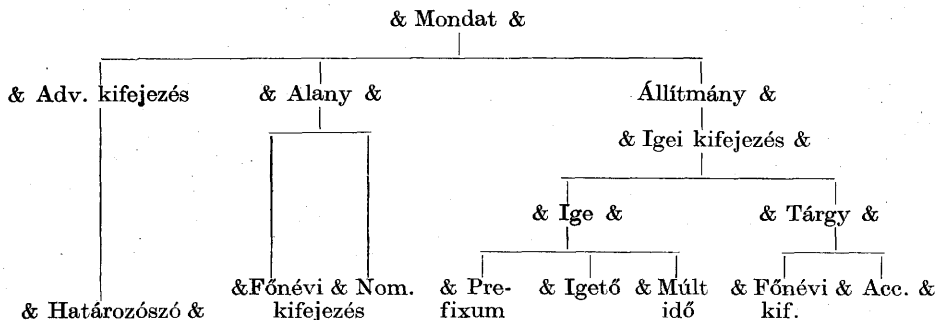 & Mondat &
& Adv. kifejezés & Alany & Állítmány &
& Igei kifejezés &
& Ige & & Tárgy &
& Határozószó & &Főnévi & Nom. & Pre- & Igető & Múlt & Főnévi & Acc. &
kifejezés fixum idő kif.